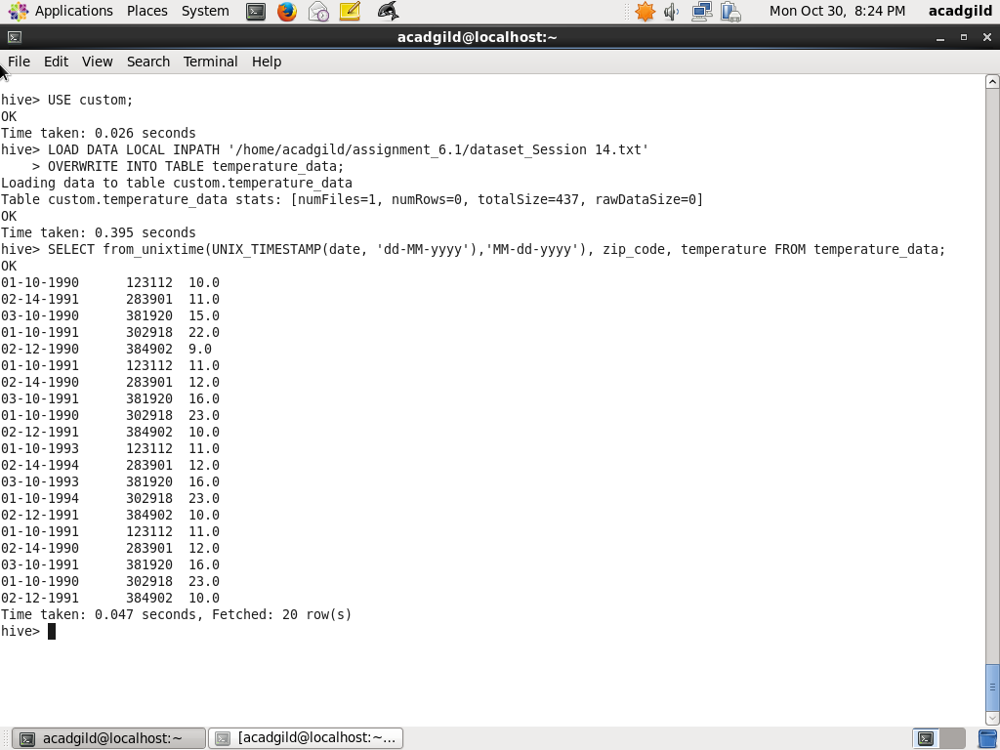 Applications Places System Mon Oct 30, 8:24 PM acadgild
acadgild@localhost:~
File Edit View Search Terminal Help
hive> USE custom;
OK
Time taken: 0.026 seconds
hive> LOAD DATA LOCAL INPATH '/home/acadgild/assignment_6.1/dataset_Session 14.txt'
    > OVERWRITE INTO TABLE temperature_data;
Loading data to table custom.temperature_data
Table custom.temperature_data stats: [numFiles=1, numRows=0, totalSize=437, rawDataSize=0]
OK
Time taken: 0.395 seconds
hive> SELECT from_unixtime(UNIX_TIMESTAMP(date, 'dd-MM-yyyy'),'MM-dd-yyyy'), zip_code, temperature FROM temperature_data;
OK
01-10-1990      123112  10.0
02-14-1991      283901  11.0
03-10-1990      381920  15.0
01-10-1991      302918  22.0
02-12-1990      384902  9.0
01-10-1991      123112  11.0
02-14-1990      283901  12.0
03-10-1991      381920  16.0
01-10-1990      302918  23.0
02-12-1991      384902  10.0
01-10-1993      123112  11.0
02-14-1994      283901  12.0
03-10-1993      381920  16.0
01-10-1994      302918  23.0
02-12-1991      384902  10.0
01-10-1991      123112  11.0
02-14-1990      283901  12.0
03-10-1991      381920  16.0
01-10-1990      302918  23.0
02-12-1991      384902  10.0
Time taken: 0.047 seconds, Fetched: 20 row(s)
hive>
acadgild@localhost:~ [acadgild@localhost:~...